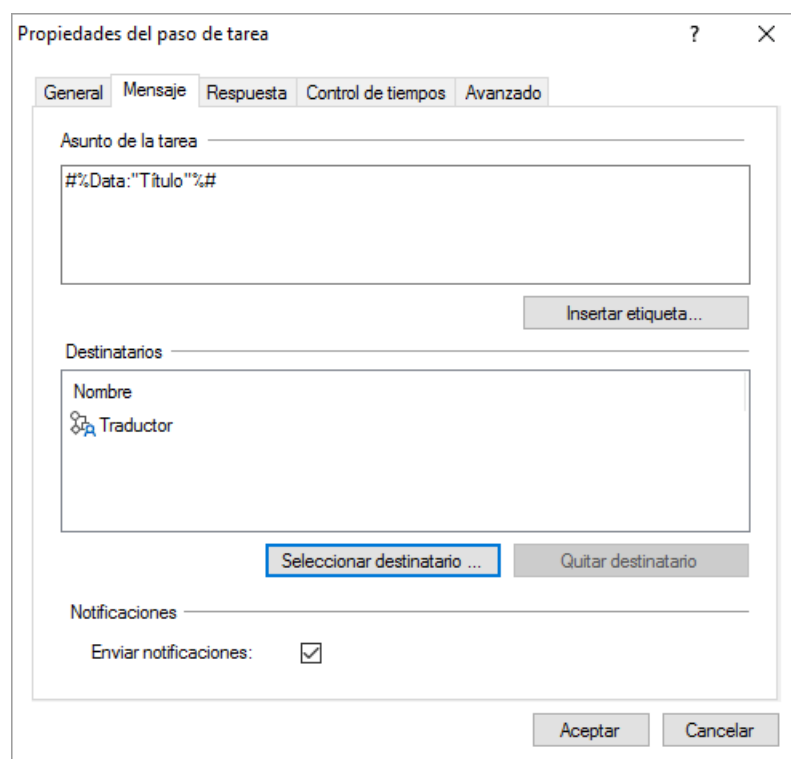 Propiedades del paso de tarea ?
General Mensaje Respuesta Control de tiempos Avanzado
Asunto de la tarea
#%Data:"Título"%#
Insertar etiqueta...
Destinatarios
Nombre
Traductor
Seleccionar destinatario ... Quitar destinatario
Notificaciones
Enviar notificaciones:
Aceptar Cancelar